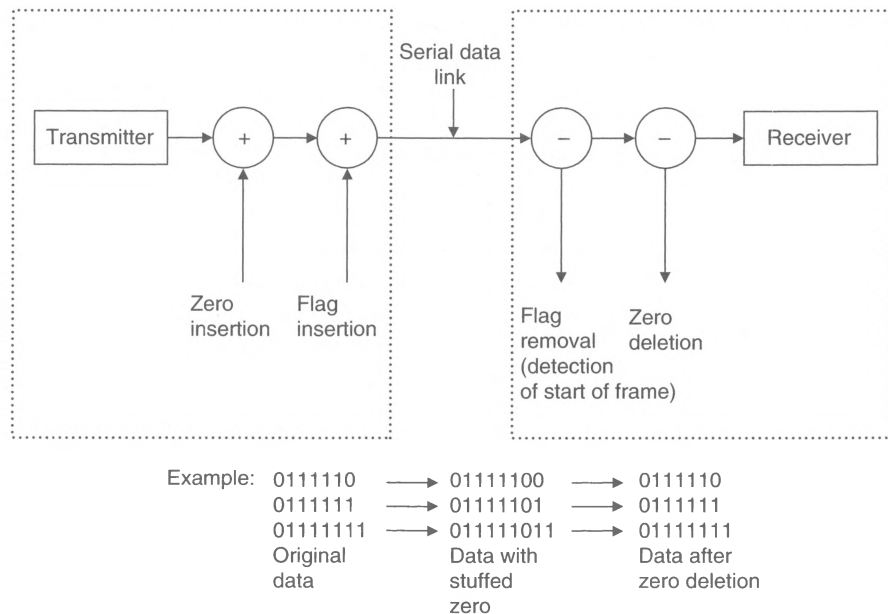 Serial data
link
Transmitter
+
+
−
−
Receiver
Zero
insertion
Flag
insertion
Flag
removal
(detection
of start of frame)
Zero
deletion
Example: 0111110 01111100 0111110
0111111 01111101 0111111
01111111 011111011 01111111
Original
data
Data with
stuffed
zero
Data after
zero deletion